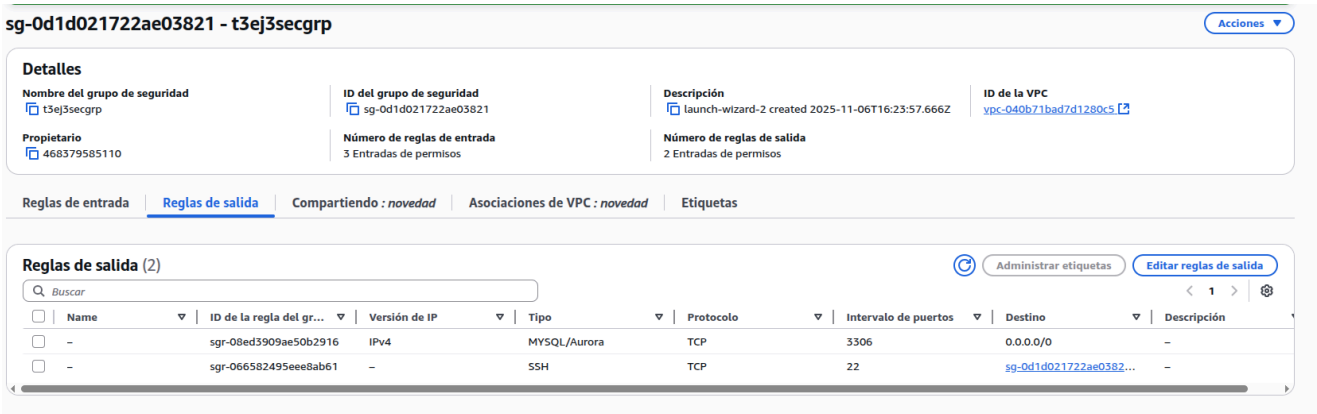 sg-0d1d021722ae03821 - t3ej3secgrp
Acciones
Detalles
Nombre del grupo de seguridad
t3ej3secgrp
ID del grupo de seguridad
sg-0d1d021722ae03821
Descripción
launch-wizard-2 created 2025-11-06T16:23:57.666Z
ID de la VPC
vpc-040b71bad7d1280c5
Propietario
468379585110
Número de reglas de entrada
3 Entradas de permisos
Número de reglas de salida
2 Entradas de permisos
Reglas de entrada Reglas de salida Compartiendo : novedad Asociaciones de VPC : novedad Etiquetas
Reglas de salida (2)
Administrar etiquetas
Editar reglas de salida
Buscar
1
Name ID de la regla del gr... Versión de IP Tipo Protocolo Intervalo de puertos Destino Descripción
– sgr-08ed3909ae50b2916 IPv4 MYSQL/Aurora TCP 3306 0.0.0.0/0 –
– sgr-066582495eee8ab61 – SSH TCP 22 sg-0d1d021722ae0382... –